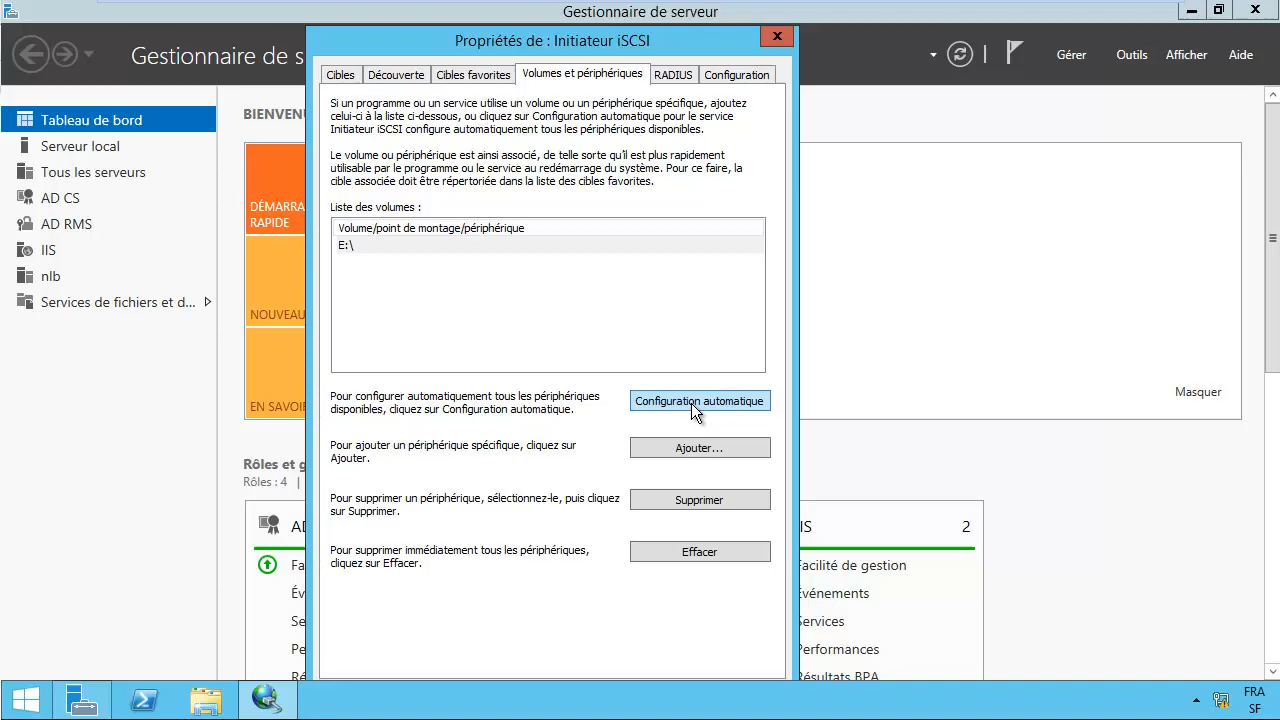 Gestionnaire de serveur
Gestionnaire de s
Gérer
Outils
Afficher
Aide
Tableau de bord
Serveur local
Tous les serveurs
AD CS
AD RMS
IIS
nlb
Services de fichiers et d...
BIENVENU
DÉMARRA
RAPIDE
NOUVEAU
EN SAVOIR
Masquer
Rôles et g
Rôles : 4 |
Propriétés de : Initiateur iSCSI
Cibles
Découverte
Cibles favorites
Volumes et périphériques
RADIUS
Configuration
Si un programme ou un service utilise un volume ou un périphérique spécifique, ajoutez
celui-ci à la liste ci-dessous, ou cliquez sur Configuration automatique pour le service
Initiateur iSCSI configure automatiquement tous les périphériques disponibles.
Le volume ou périphérique est ainsi associé, de telle sorte qu'il est plus rapidement
utilisable par le programme ou le service au redémarrage du système. Pour ce faire, la
cible associée doit être répertoriée dans la liste des cibles favorites.
Liste des volumes :
Volume/point de montage/périphérique
E:\
Pour configurer automatiquement tous les périphériques
disponibles, cliquez sur Configuration automatique.
Configuration automatique
Pour ajouter un périphérique spécifique, cliquez sur
Ajouter.
Ajouter...
Pour supprimer un périphérique, sélectionnez-le, puis cliquez
sur Supprimer.
Supprimer
Pour supprimer immédiatement tous les périphériques,
cliquez sur Effacer.
Effacer
AD
Fa
Év
Se
Pe
Ré
IIS
2
Facilité de gestion
Événements
Services
Performances
Résultats BPA
FRA
SF